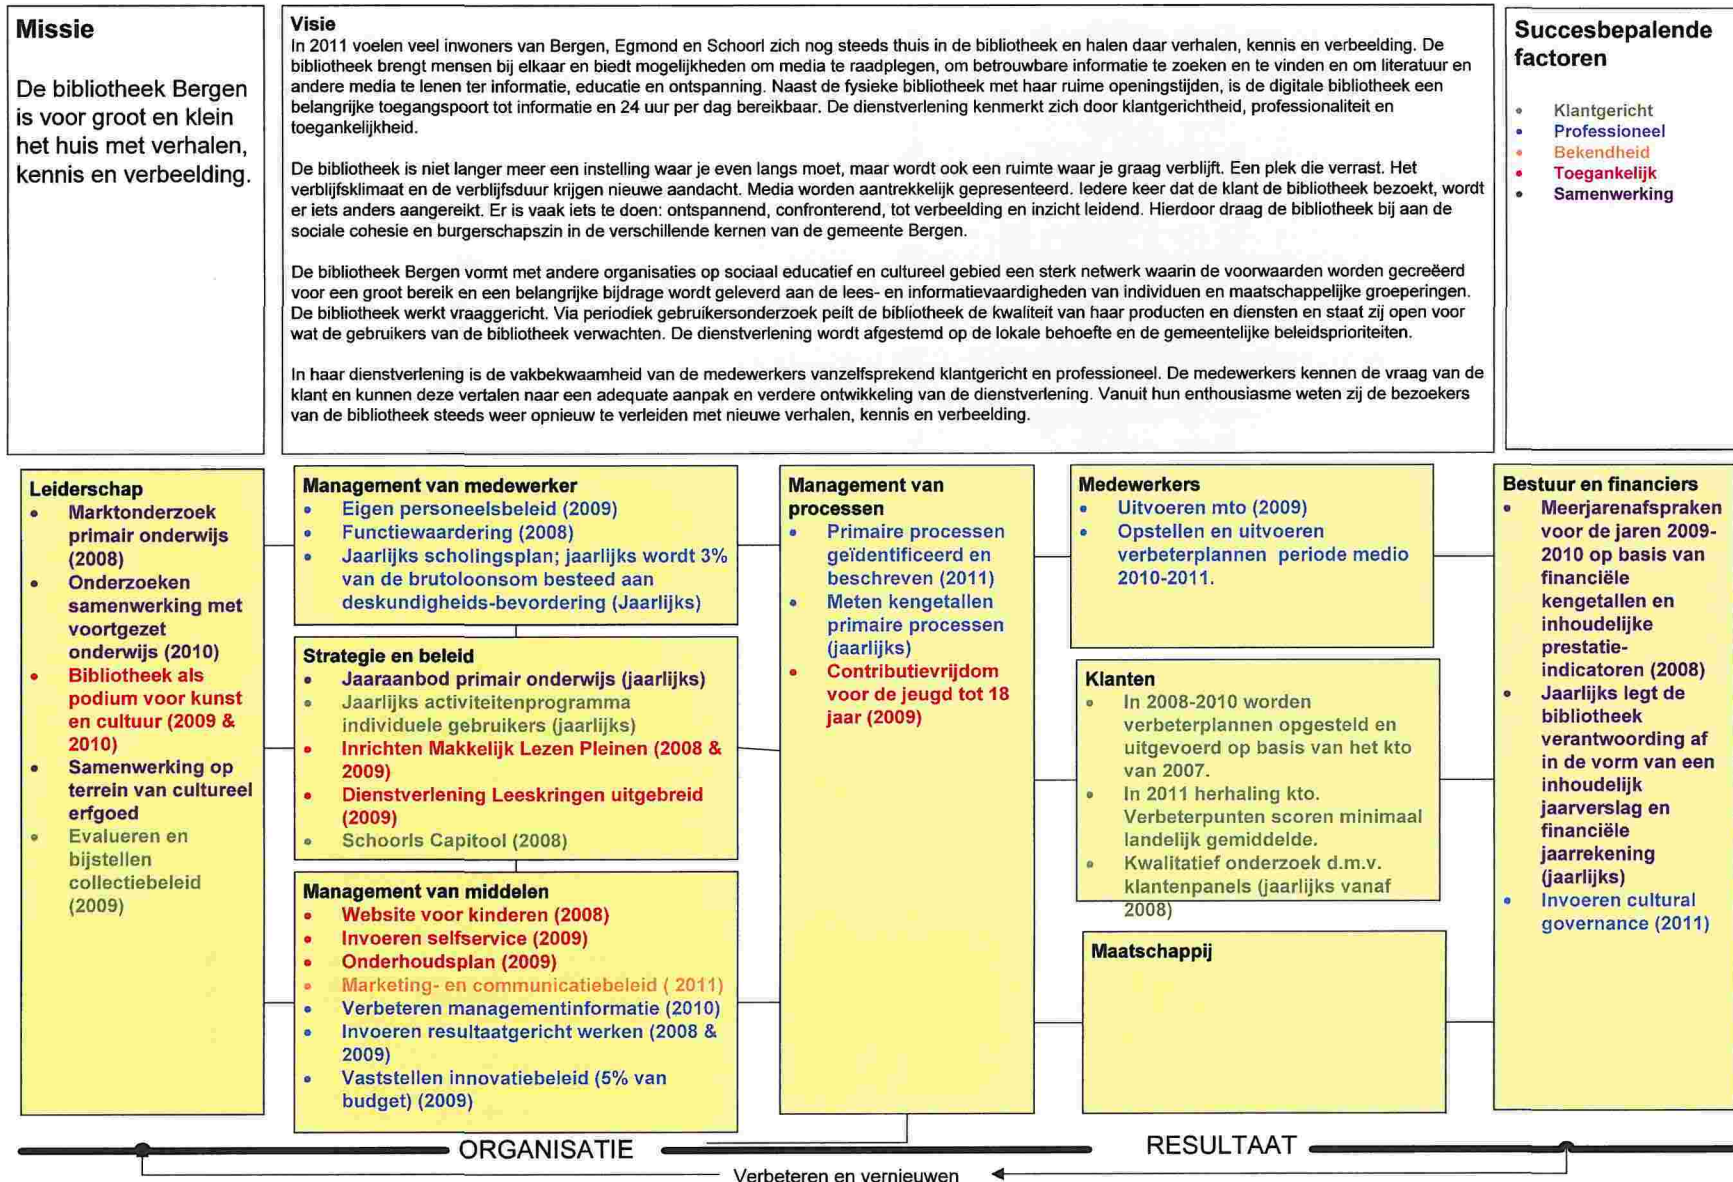 Missie
De bibliotheek Bergen
is voor groot en klein
het huis met verhalen,
kennis en verbeelding.
Visie
In 2011 voelen veel inwoners van Bergen, Egmond en Schoorl zich nog steeds thuis in de bibliotheek en halen daar verhalen, kennis en verbeelding. De
bibliotheek brengt mensen bij elkaar en biedt mogelijkheden om media te raadplegen, om betrouwbare informatie te zoeken en te vinden en om literatuur en
andere media te lenen ter informatie, educatie en ontspanning. Naast de fysieke bibliotheek met haar ruime openingstijden, is de digitale bibliotheek een
belangrijke toegangspoort tot informatie en 24 uur per dag bereikbaar. De dienstverlening kenmerkt zich door klantgerichtheid, professionaliteit en
toegankelijkheid.
De bibliotheek is niet langer meer een instelling waar je even langs moet, maar wordt ook een ruimte waar je graag verblijft. Een plek die verrast. Het
verblijfsklimaat en de verblijfsduur krijgen nieuwe aandacht. Media worden aantrekkelijk gepresenteerd. Iedere keer dat de klant de bibliotheek bezoekt, wordt
er iets anders aangereikt. Er is vaak iets te doen: ontspannend, confronterend, tot verbeelding en inzicht leidend. Hierdoor draag de bibliotheek bij aan de
sociale cohesie en burgerschapszin in de verschillende kernen van de gemeente Bergen.
De bibliotheek Bergen vormt met andere organisaties op sociaal educatief en cultureel gebied een sterk netwerk waarin de voorwaarden worden gecreëerd
voor een groot bereik en een belangrijke bijdrage wordt geleverd aan de lees- en informatievaardigheden van individuen en maatschappelijke groeperingen.
De bibliotheek werkt vraaggericht. Via periodiek gebruikersonderzoek peilt de bibliotheek de kwaliteit van haar producten en diensten en staat zij open voor
wat de gebruikers van de bibliotheek verwachten. De dienstverlening wordt afgestemd op de lokale behoefte en de gemeentelijke beleidsprioriteiten.
In haar dienstverlening is de vakbekwaamheid van de medewerkers vanzelfsprekend klantgericht en professioneel. De medewerkers kennen de vraag van de
klant en kunnen deze vertalen naar een adequate aanpak en verdere ontwikkeling van de dienstverlening. Vanuit hun enthousiasme weten zij de bezoekers
van de bibliotheek steeds weer opnieuw te verleiden met nieuwe verhalen, kennis en verbeelding.
Succesbepalende
factoren
• Klantgericht
• Professioneel
• Bekendheid
• Toegankelijk
• Samenwerking
Leiderschap
• Marktonderzoek
primair onderwijs
(2008)
• Onderzoeken
samenwerking met
voortgezet
onderwijs (2010)
• Bibliotheek als
podium voor kunst
en cultuur (2009 &
2010)
• Samenwerking op
terrein van cultureel
erfgoed
• Evalueren en
bijstellen
collectiebeleid
(2009)
Management van medewerker
• Eigen personeelsbeleid (2009)
• Functiewaardering (2008)
• Jaarlijks scholingsplan; jaarlijks wordt 3%
van de brutoloonsom besteed aan
deskundigheids-bevordering (Jaarlijks)
Strategie en beleid
• Jaaraanbod primair onderwijs (jaarlijks)
• Jaarlijks activiteitenprogramma
individuele gebruikers (jaarlijks)
• Inrichten Makkelijk Lezen Pleinen (2008 &
2009)
• Dienstverlening Leeskringen uitgebreid
(2009)
• Schoorls Capitool (2008)
Management van middelen
• Website voor kinderen (2008)
• Invoeren selfservice (2009)
• Onderhoudsplan (2009)
• Marketing- en communicatiebeleid ( 2011)
• Verbeteren managementinformatie (2010)
• Invoeren resultaatgericht werken (2008 &
2009)
• Vaststellen innovatiebeleid (5% van
budget) (2009)
Management van
processen
• Primaire processen
geïdentificeerd en
beschreven (2011)
• Meten kengetallen
primaire processen
(jaarlijks)
• Contributievrijdom
voor de jeugd tot 18
jaar (2009)
Medewerkers
• Uitvoeren mto (2009)
• Opstellen en uitvoeren
verbeterplannen periode medio
2010-2011.
Klanten
• In 2008-2010 worden
verbeterplannen opgesteld en
uitgevoerd op basis van het kto
van 2007.
• In 2011 herhaling kto.
Verbeterpunten scoren minimaal
landelijk gemiddelde.
• Kwalitatief onderzoek d.m.v.
klantenpanels (jaarlijks vanaf
2008)
Maatschappij
Bestuur en financiers
• Meerjarenafspraken
voor de jaren 2009-
2010 op basis van
financiële
kengetallen en
inhoudelijke
prestatie-
indicatoren (2008)
• Jaarlijks legt de
bibliotheek
verantwoording af
in de vorm van een
inhoudelijk
jaarverslag en
financiële
jaarrekening
(jaarlijks)
• Invoeren cultural
governance (2011)
ORGANISATIE
RESULTAAT
Verbeteren en vernieuwen